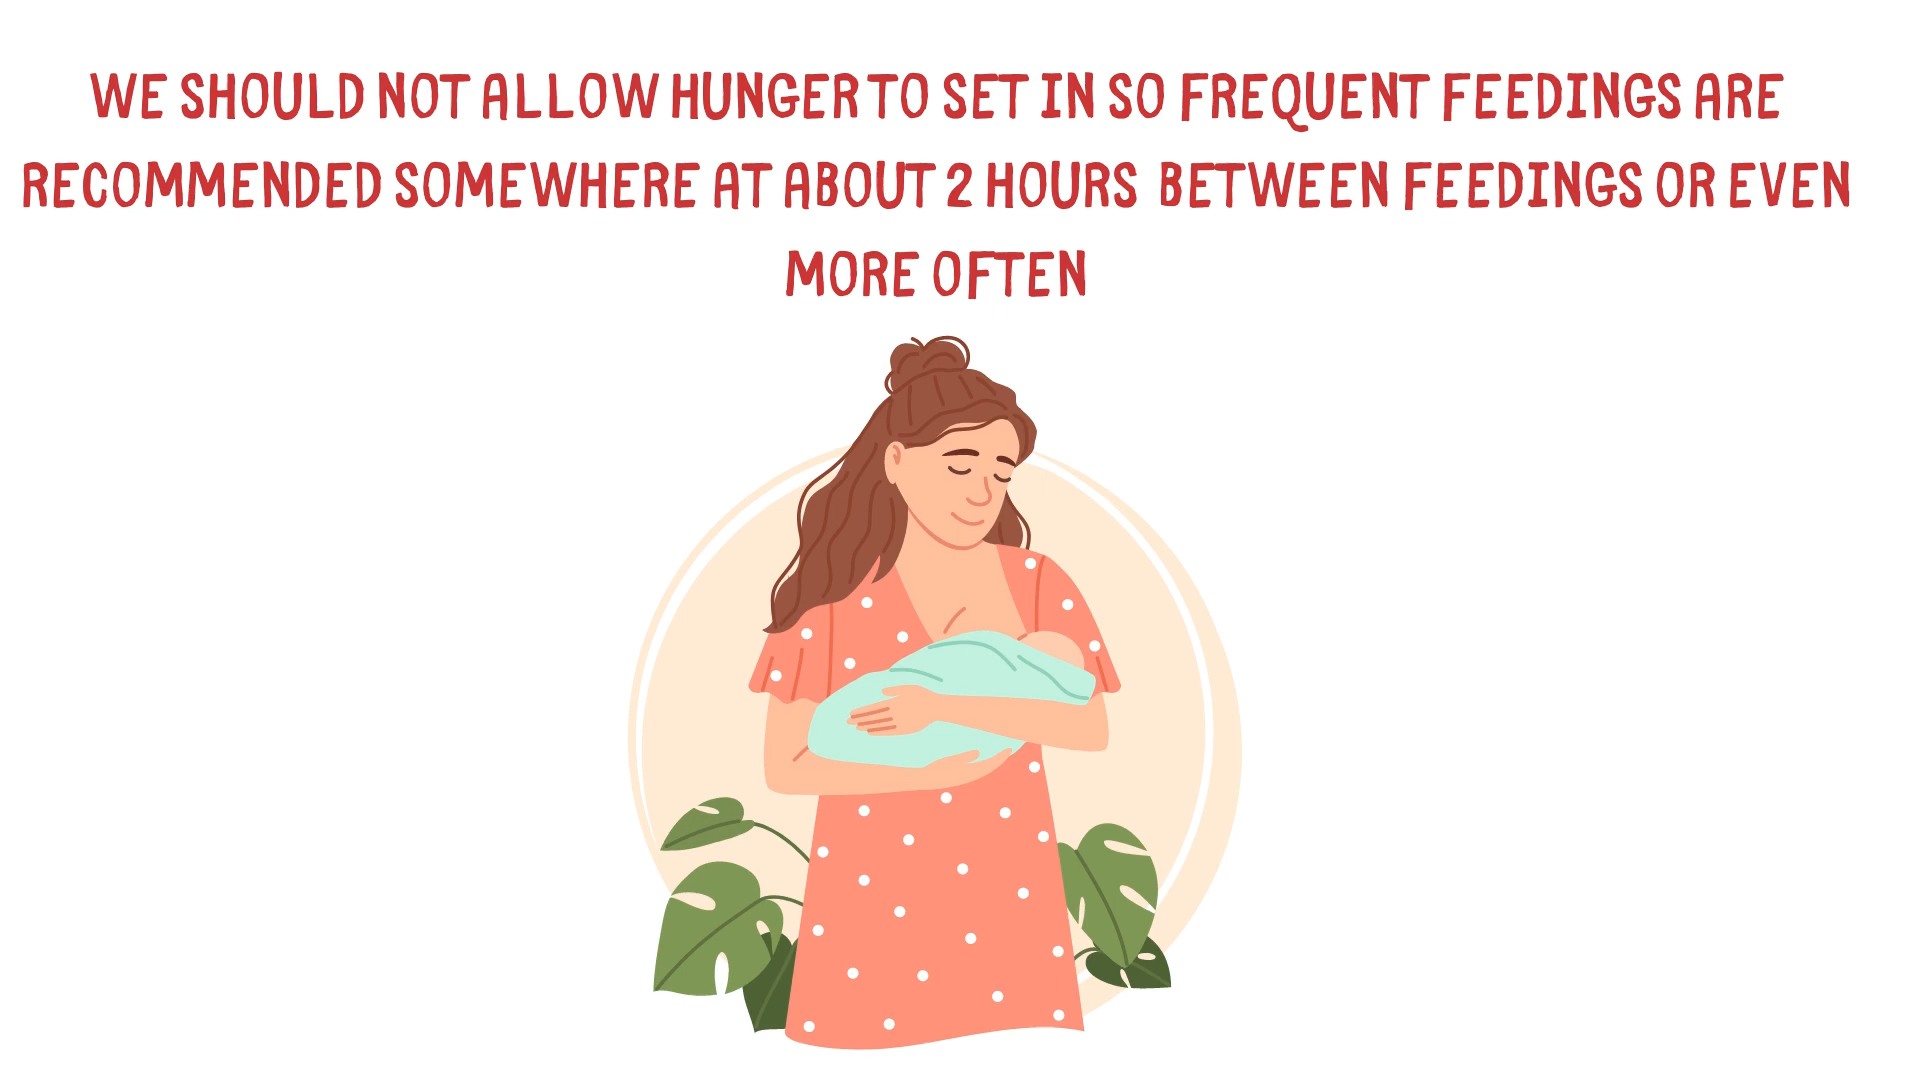 WE SHOULD NOT ALLOW HUNGER TO SET IN SO FREQUENT FEEDINGS ARE
RECOMMENDED SOMEWHERE AT ABOUT 2 HOURS BETWEEN FEEDINGS OR EVEN
MORE OFTEN